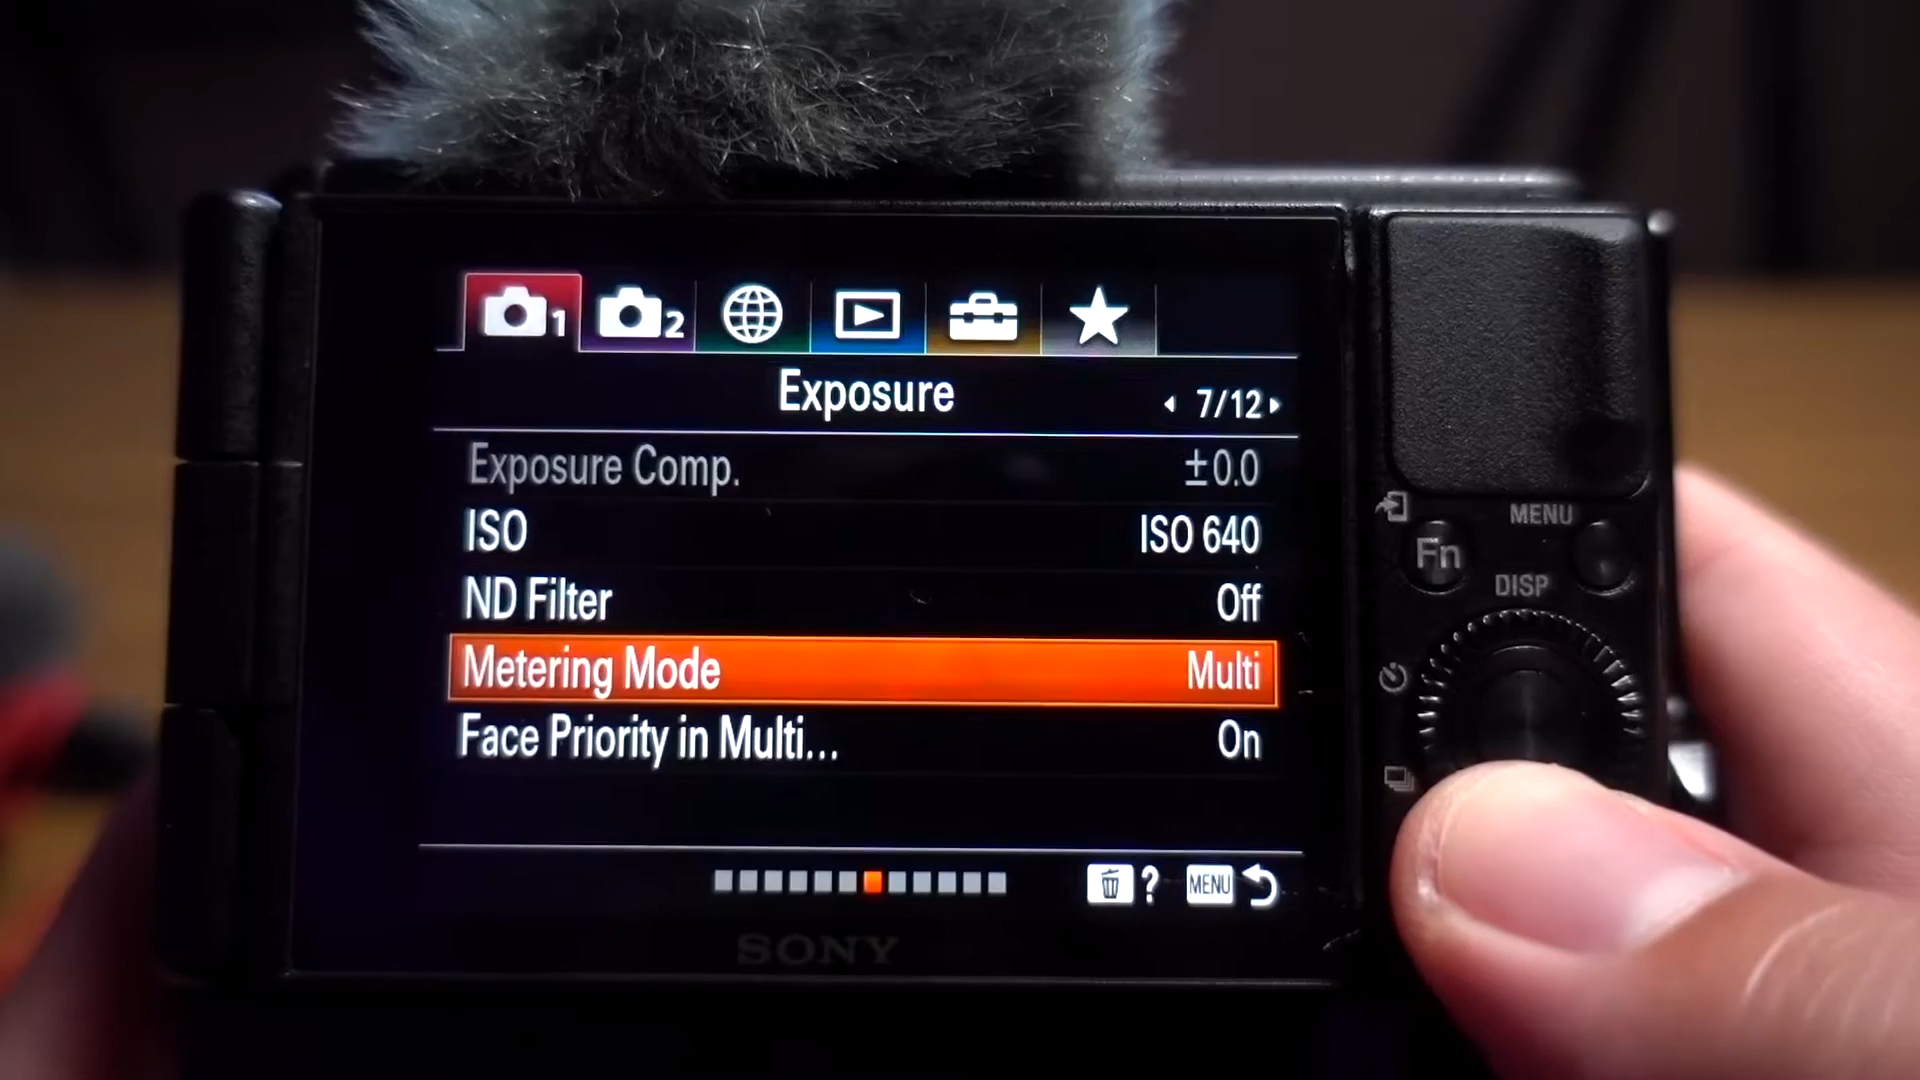 1 2
Exposure 7/12
Exposure Comp. ±0.0
ISO ISO 640
ND Filter Off
Metering Mode Multi
Face Priority in Multi... On
? MENU
SONY
MENU
Fn
DISP